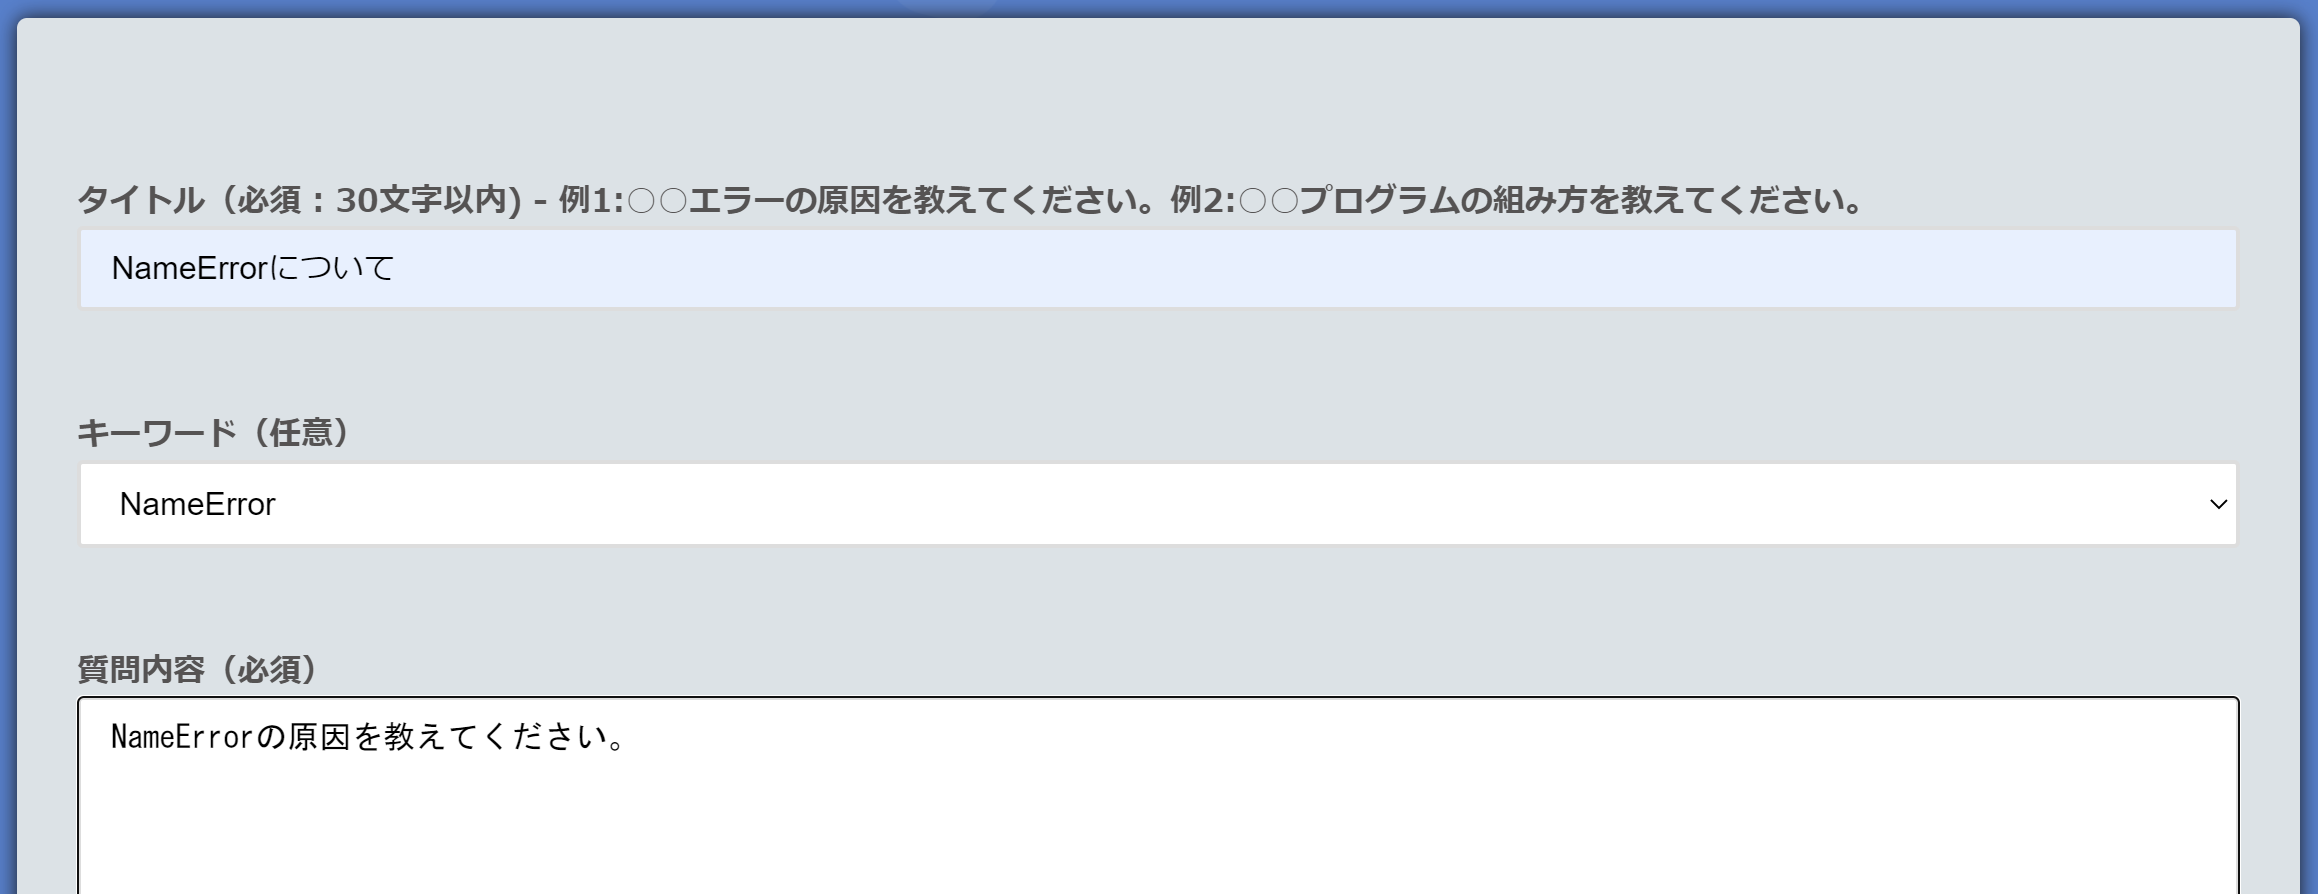 タイトル（必須：30文字以内) - 例1:○○エラーの原因を教えてください。例2:○○プログラムの組み方を教えてください。
NameErrorについて
キーワード（任意）
NameError
質問内容（必須）
NameErrorの原因を教えてください。